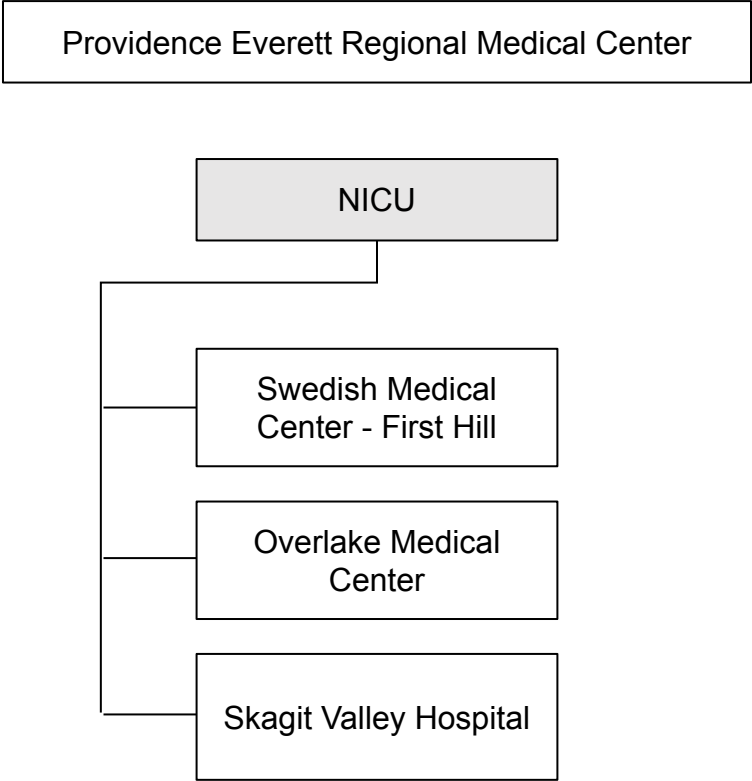 Providence Everett Regional Medical Center
NICU
Swedish Medical
Center - First Hill
Overlake Medical
Center
Skagit Valley Hospital